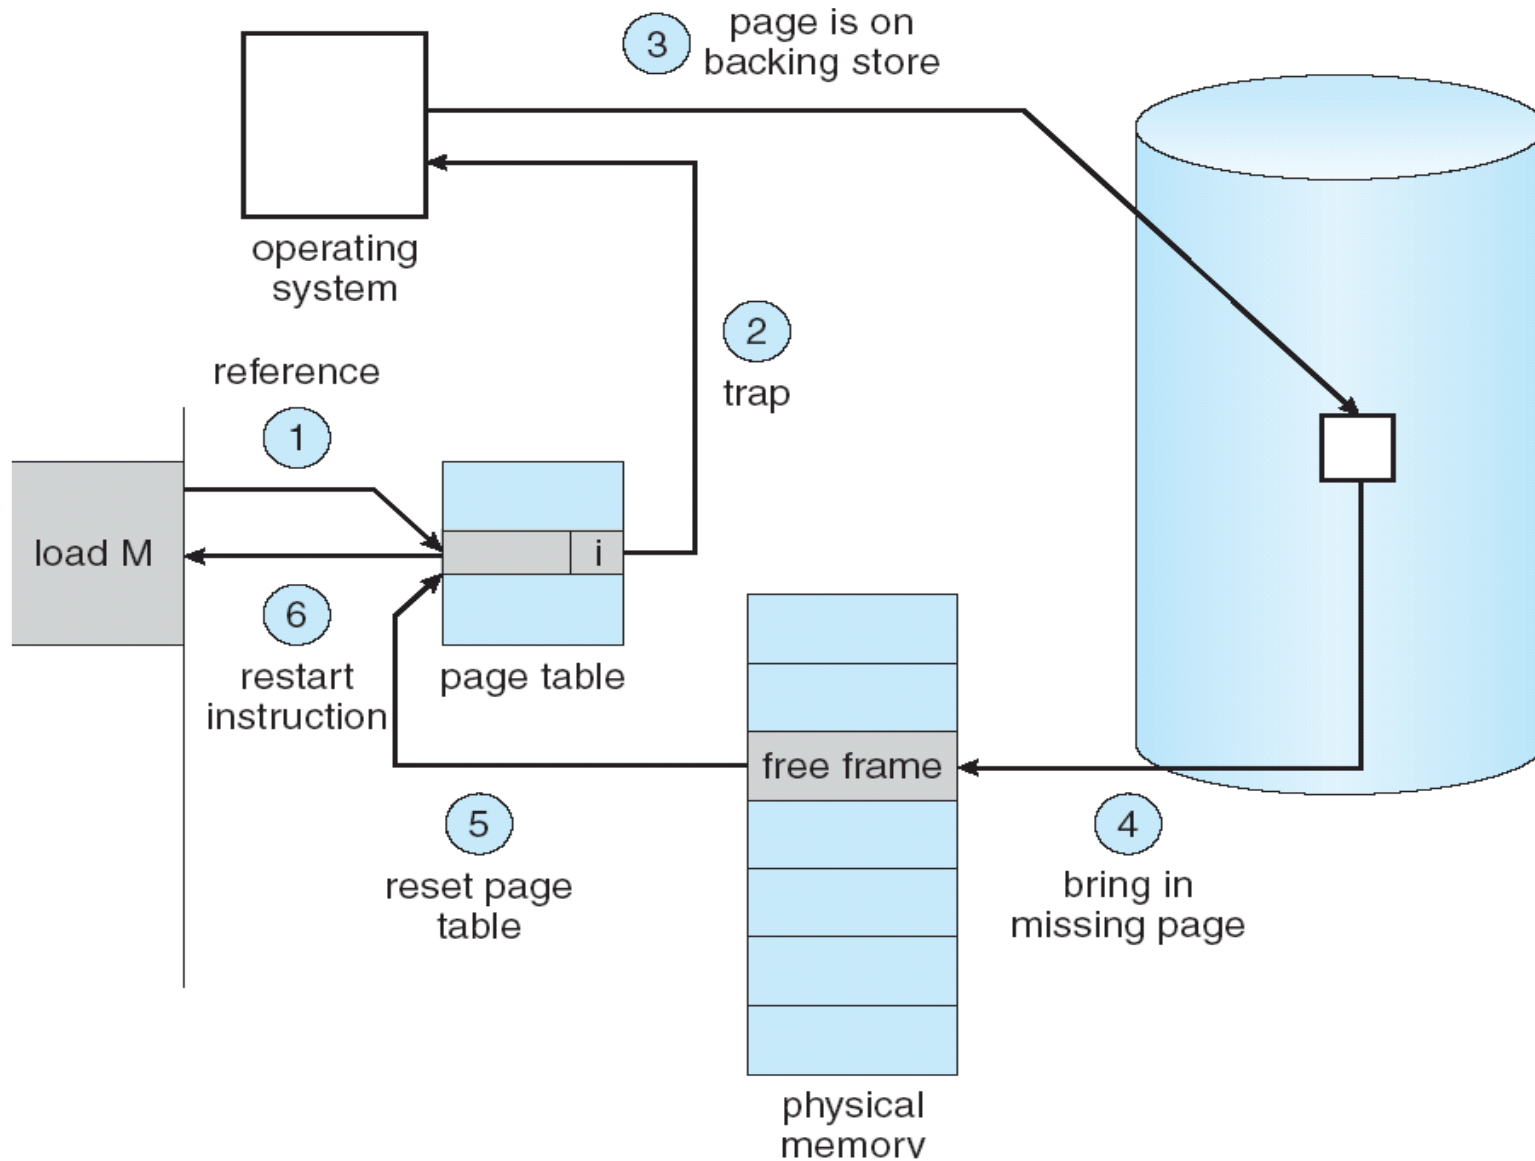 3
page is on
backing store
operating
system
2
trap
reference
1
load M
i
6
restart
instruction
page table
free frame
5
reset page
table
4
bring in
missing page
physical
memory